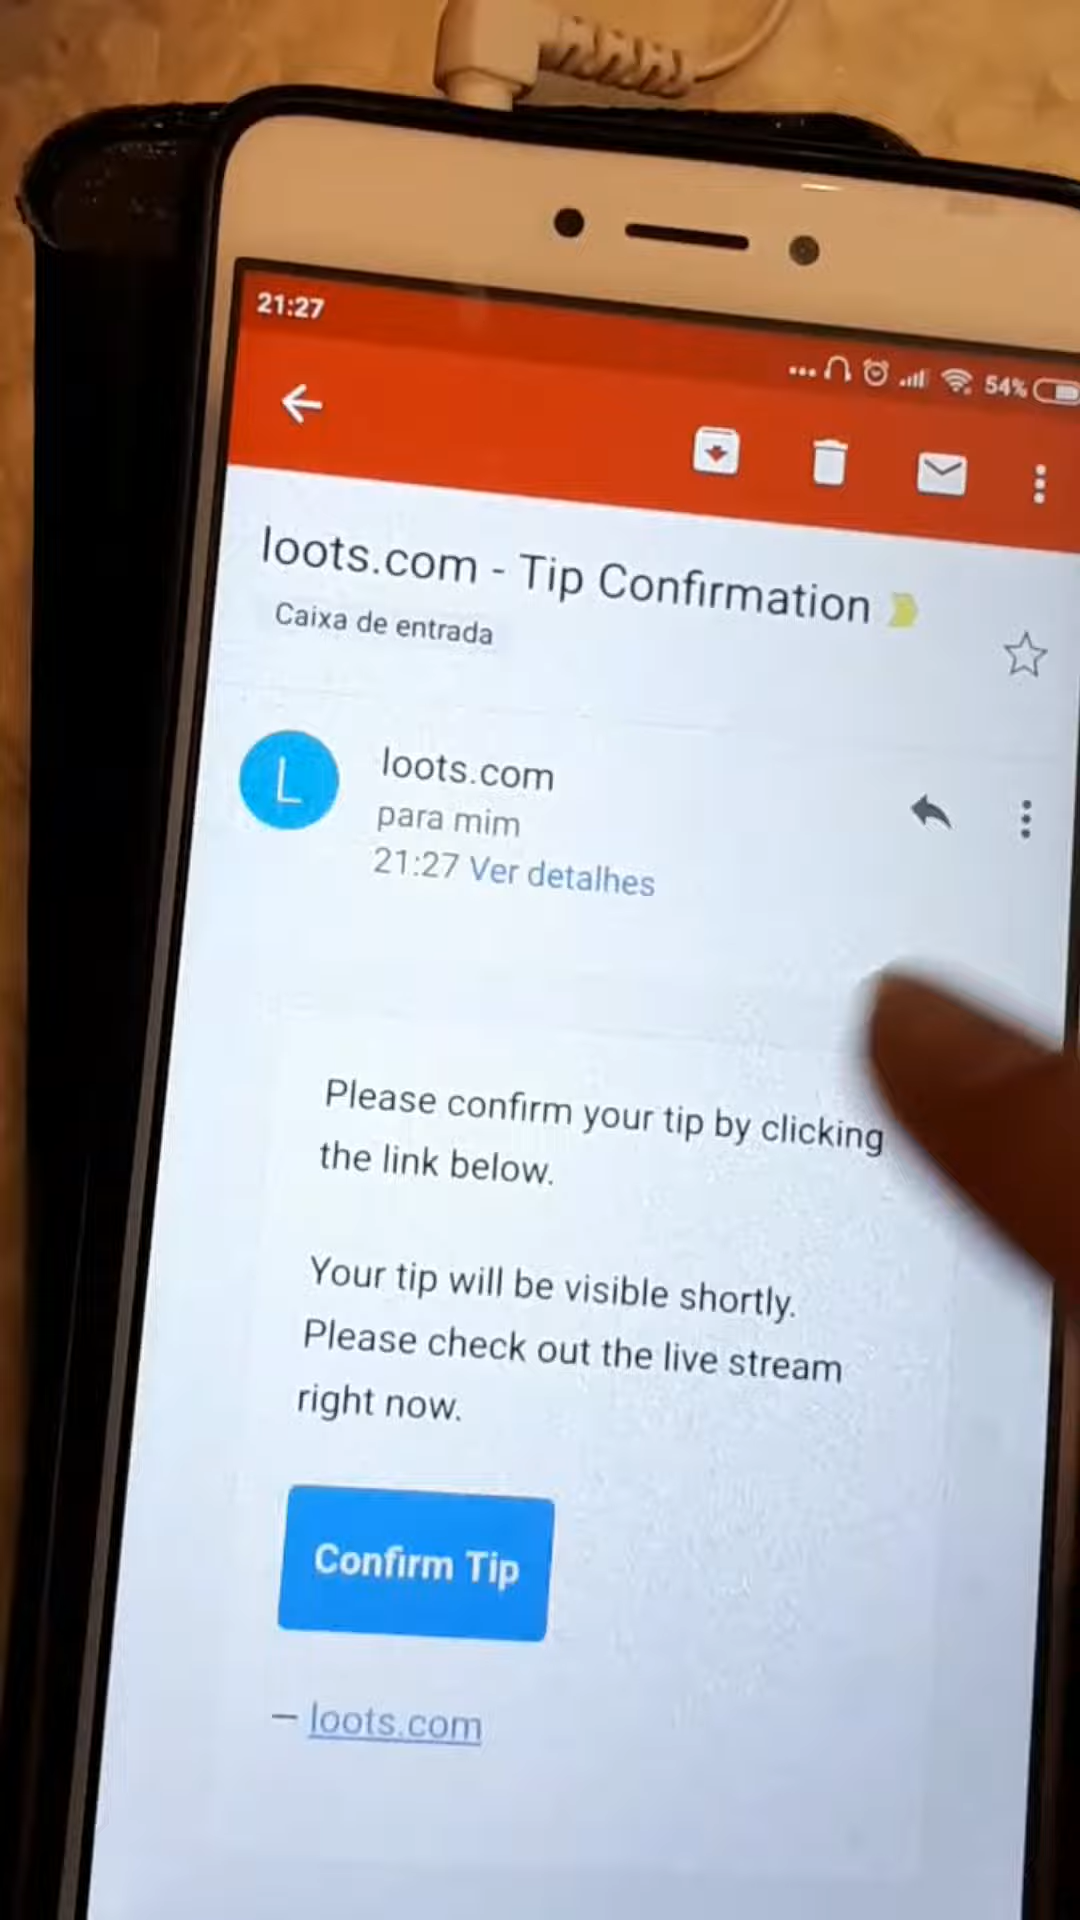 21:27
54%
loots.com - Tip Confirmation
Caixa de entrada
L
loots.com
para mim
21:27 Ver detalhes
Please confirm your tip by clicking
the link below.
Your tip will be visible shortly.
Please check out the live stream
right now.
Confirm Tip
— loots.com